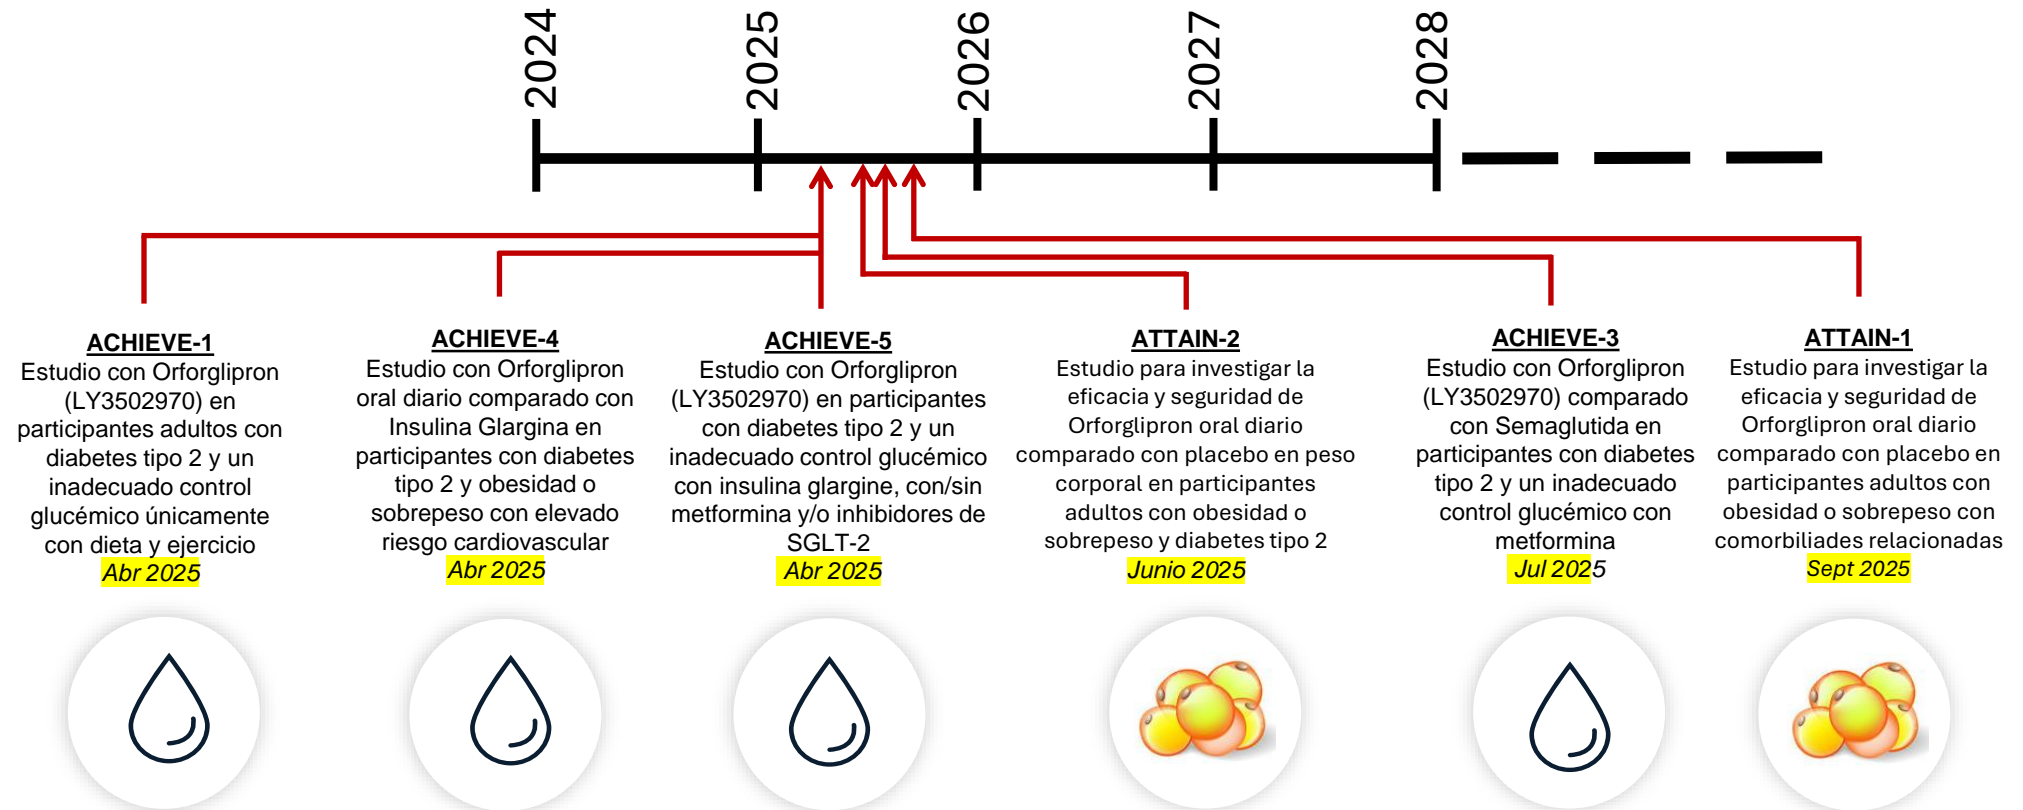 2024
2025
2026
2027
2028
ACHIEVE-1
Estudio con Orforglipron
(LY3502970) en
participantes adultos con
diabetes tipo 2 y un
inadecuado control
glucémico únicamente
con dieta y ejercicio
Abr 2025
ACHIEVE-4
Estudio con Orforglipron
oral diario comparado con
Insulina Glargina en
participantes con diabetes
tipo 2 y obesidad o
sobrepeso con elevado
riesgo cardiovascular
Abr 2025
ACHIEVE-5
Estudio con Orforglipron
(LY3502970) en participantes
con diabetes tipo 2 y un
inadecuado control glucémico
con insulina glargine, con/sin
metformina y/o inhibidores de
SGLT-2
Abr 2025
ATTAIN-2
Estudio para investigar la
eficacia y seguridad de
Orforglipron oral diario
comparado con placebo en peso
corporal en participantes
adultos con obesidad o
sobrepeso y diabetes tipo 2
Junio 2025
ACHIEVE-3
Estudio con Orforglipron
(LY3502970) comparado
con Semaglutida en
participantes con diabetes
tipo 2 y un inadecuado
control glucémico con
metformina
Jul 2025
ATTAIN-1
Estudio para investigar la
eficacia y seguridad de
Orforglipron oral diario
comparado con placebo en
participantes adultos con
obesidad o sobrepeso con
comorbiliades relacionadas
Sept 2025